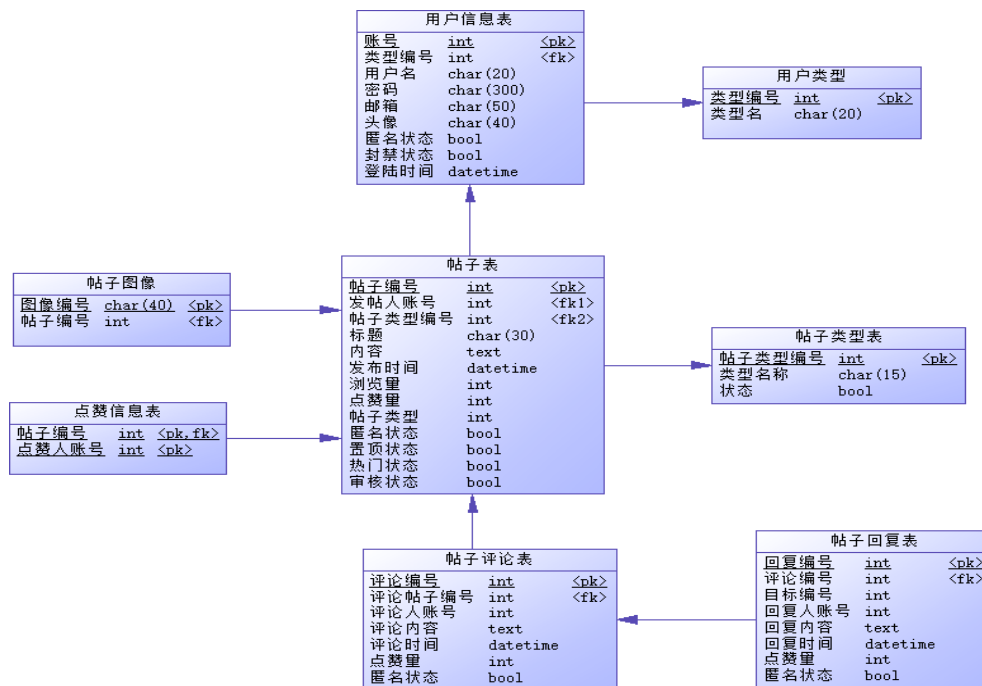 用户信息表
账号 int <pk>
类型编号 int <fk>
用户名 char(20)
密码 char(300)
邮箱 char(50)
头像 char(40)
匿名状态 bool
封禁状态 bool
登陆时间 datetime
用户类型
类型编号 int <pk>
类型名 char(20)
帖子图像
图像编号 char(40) <pk>
帖子编号 int <fk>
帖子表
帖子编号 int <pk>
发帖人账号 int <fk1>
帖子类型编号 int <fk2>
标题 char(30)
内容 text
发布时间 datetime
浏览量 int
点赞量 int
帖子类型 int
匿名状态 bool
置顶状态 bool
热门状态 bool
审核状态 bool
帖子类型表
帖子类型编号 int <pk>
类型名称 char(15)
状态 bool
点赞信息表
帖子编号 int <pk,fk>
点赞人账号 int <pk>
帖子评论表
评论编号 int <pk>
评论帖子编号 int <fk>
评论人账号 int
评论内容 text
评论时间 datetime
点赞量 int
匿名状态 bool
帖子回复表
回复编号 int <pk>
评论编号 int <fk>
目标编号 int
回复人账号 int
回复内容 text
回复时间 datetime
点赞量 int
匿名状态 bool